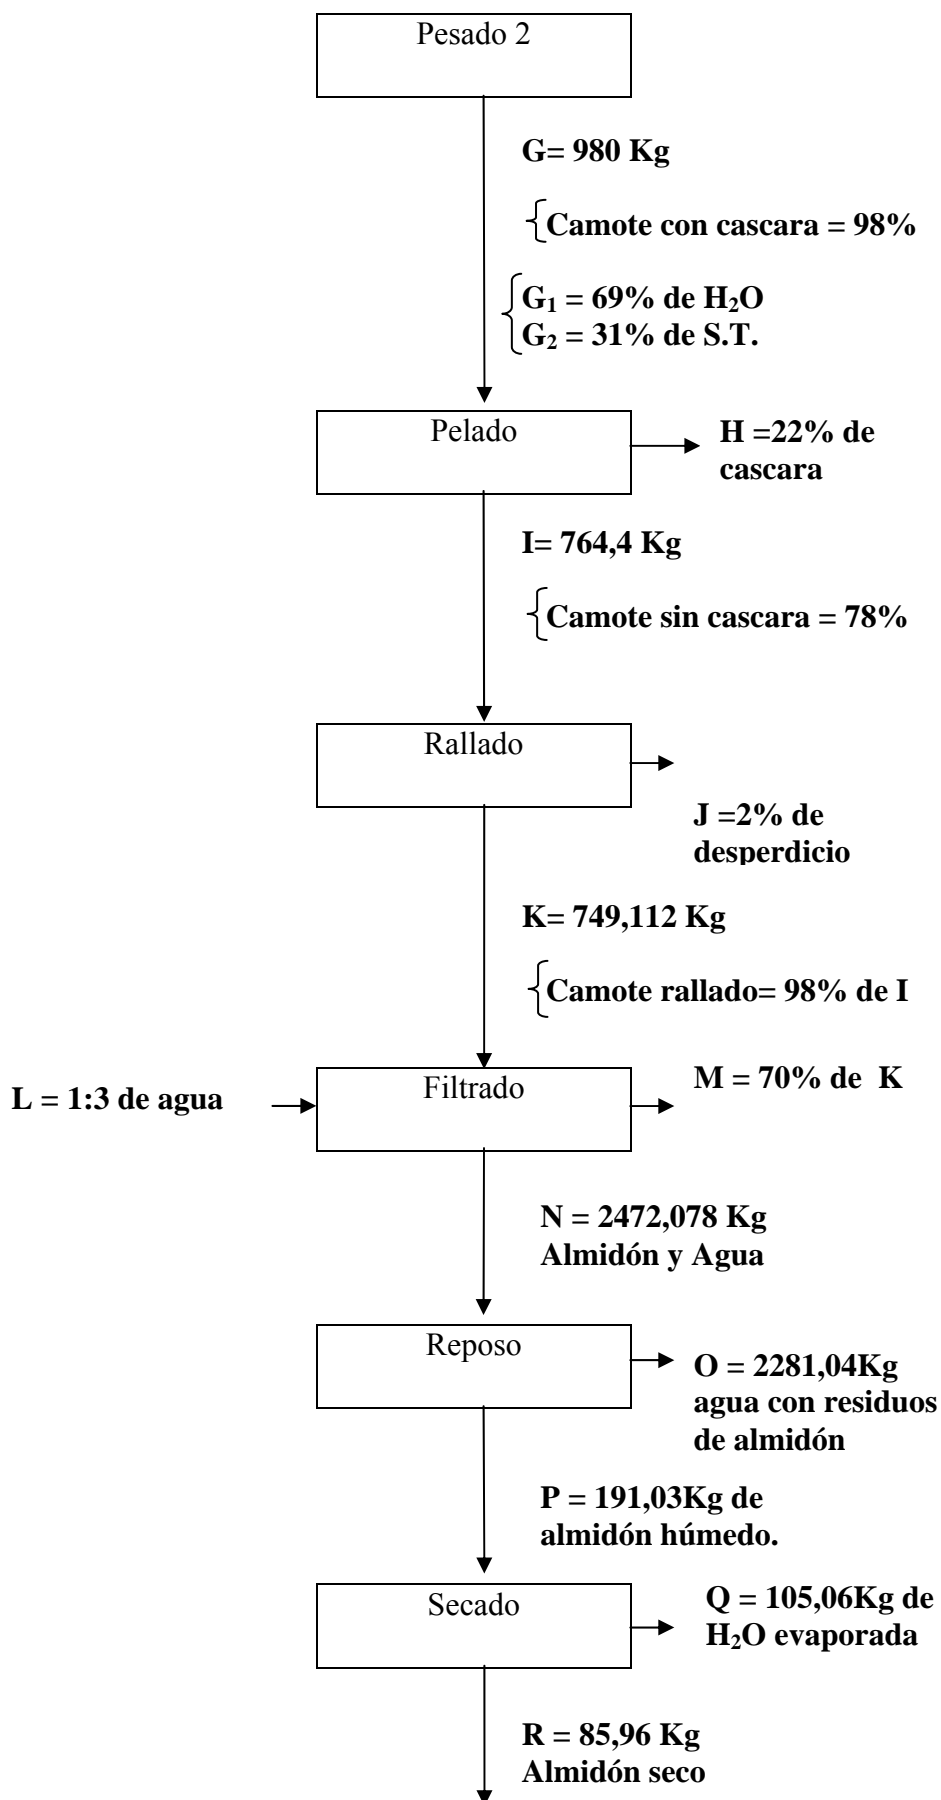 Pesado 2
G= 980 Kg
Camote con cascara = 98%
G₁ = 69% de H₂O
G₂ = 31% de S.T.
Pelado
H =22% de
cascara
I= 764,4 Kg
Camote sin cascara = 78%
Rallado
J =2% de
desperdicio
K= 749,112 Kg
Camote rallado= 98% de I
L = 1:3 de agua
Filtrado
M = 70% de K
N = 2472,078 Kg
Almidón y Agua
Reposo
O = 2281,04Kg
agua con residuos
de almidón
P = 191,03Kg de
almidón húmedo.
Secado
Q = 105,06Kg de
H₂O evaporada
R = 85,96 Kg
Almidón seco